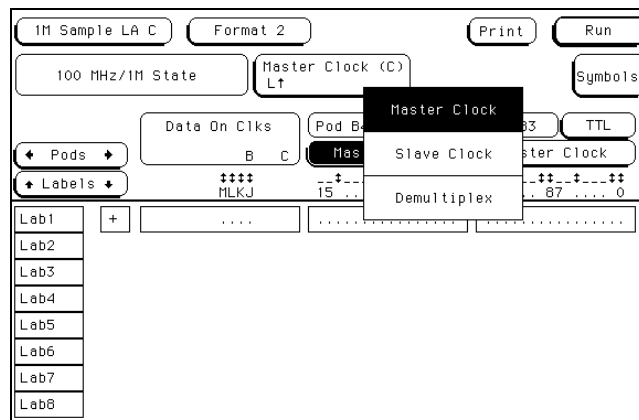 1M Sample LA C Format 2 Print Run
100 MHz/1M State Master Clock (C) Symbols
L↑
Master Clock
Data On Clks Pod B4 B3 TTL
← Pods → B C Mas Slave Clock ster Clock
↑ Labels ↓ MLKJ 15 .. Demultiplex .. 87 .... 0
Lab1 + .... ................
Lab2
Lab3
Lab4
Lab5
Lab6
Lab7
Lab8